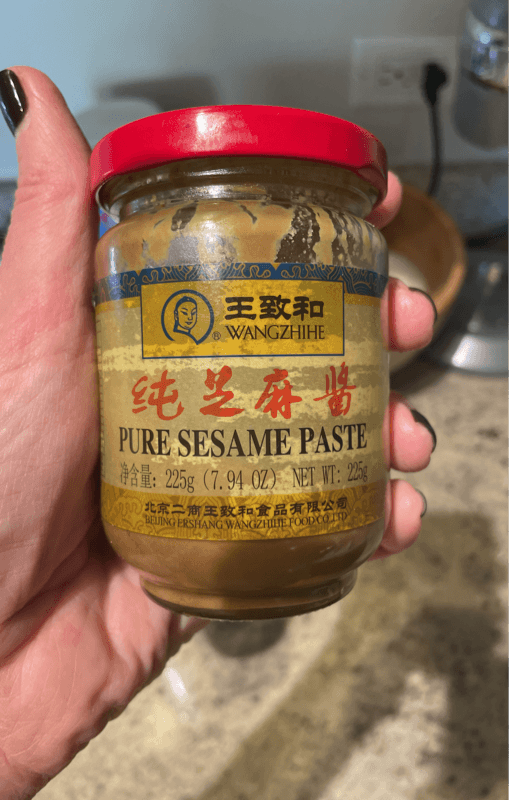 王致和
® WANGZHIHE
纯芝麻酱
PURE SESAME PASTE
净含量: 225g (7.94 OZ) NET WT: 225g
北京二商王致和食品有限公司
BEIJING ERSHANG WANGZHIHE FOOD CO.,LTD